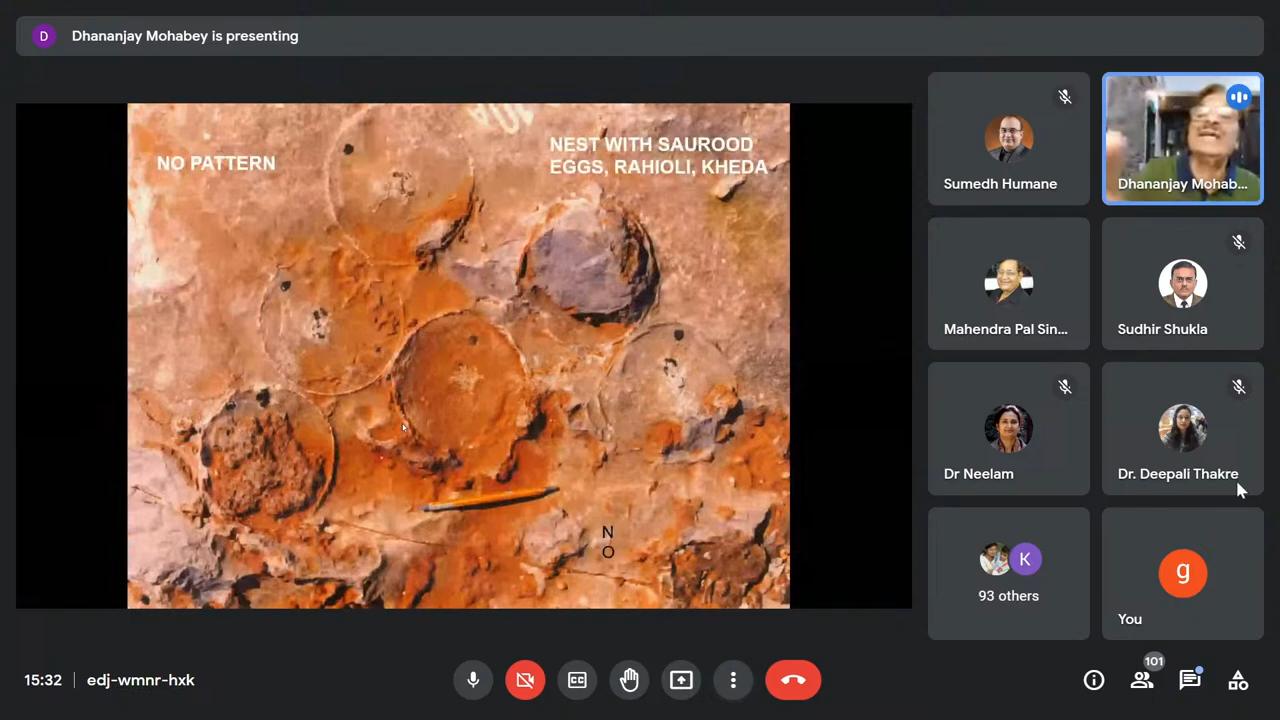 D
Dhananjay Mohabey is presenting
NO PATTERN
NEST WITH SAUROOD
EGGS, RAHIOLI, KHEDA
N
O
Sumedh Humane
Dhananjay Mohab...
Mahendra Pal Sin...
Sudhir Shukla
Dr Neelam
Dr. Deepali Thakre
K
93 others
g
You
15:32
edj-wmnr-hxk
CC
101